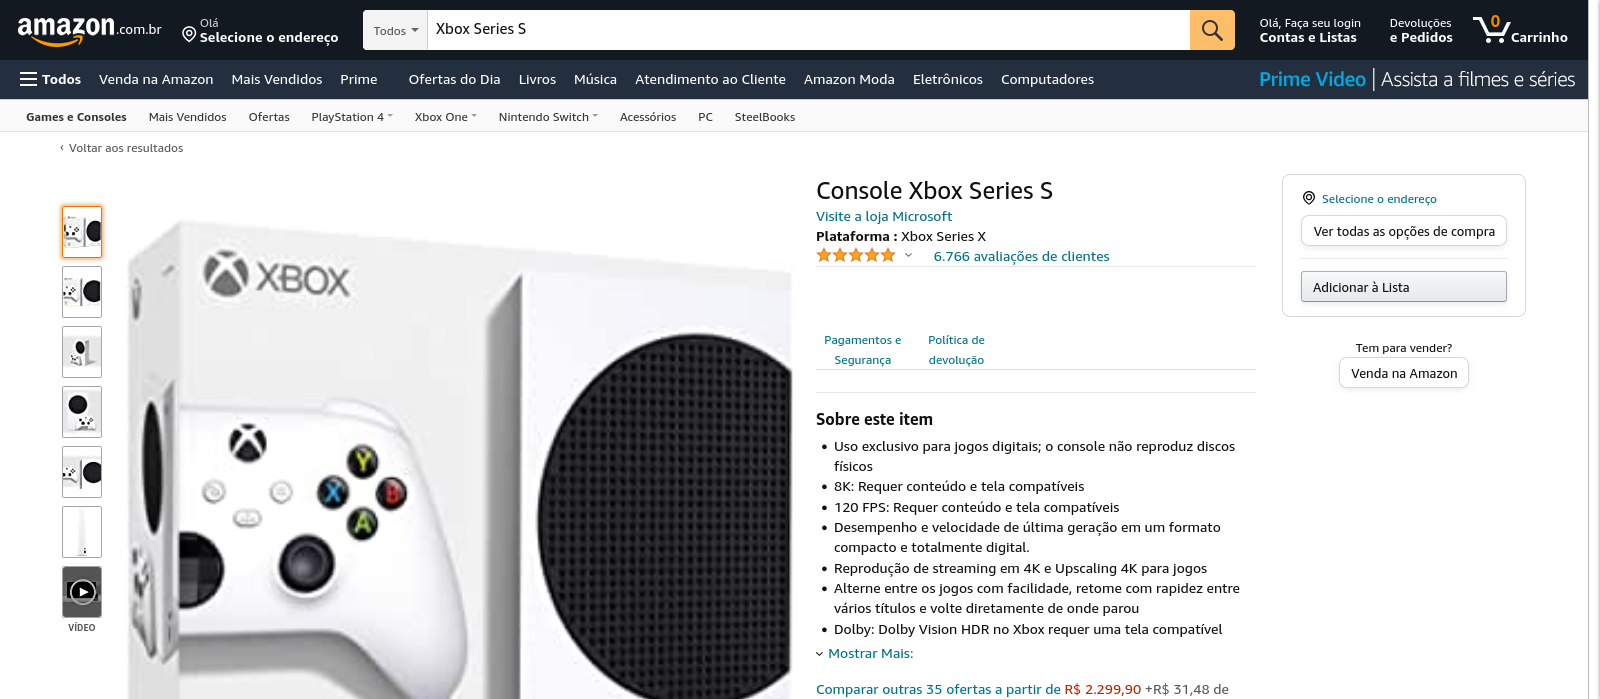 amazon.com.br
Olá
Selecione o endereço
Todos
Xbox Series S
Olá, Faça seu login
Contas e Listas
Devoluções
e Pedidos
0
Carrinho
Todos
Venda na Amazon
Mais Vendidos
Prime
Ofertas do Dia
Livros
Música
Atendimento ao Cliente
Amazon Moda
Eletrônicos
Computadores
Prime Video | Assista a filmes e séries
Games e Consoles
Mais Vendidos
Ofertas
PlayStation 4
Xbox One
Nintendo Switch
Acessórios
PC
SteelBooks
‹ Voltar aos resultados
VÍDEO
XBOX
Y
X
B
A
Console Xbox Series S
Visite a loja Microsoft
Plataforma : Xbox Series X
6.766 avaliações de clientes
Pagamentos e
Segurança
Política de
devolução
Sobre este item
• Uso exclusivo para jogos digitais; o console não reproduz discos
físicos
• 8K: Requer conteúdo e tela compatíveis
• 120 FPS: Requer conteúdo e tela compatíveis
• Desempenho e velocidade de última geração em um formato
compacto e totalmente digital.
• Reprodução de streaming em 4K e Upscaling 4K para jogos
• Alterne entre os jogos com facilidade, retome com rapidez entre
vários títulos e volte diretamente de onde parou
• Dolby: Dolby Vision HDR no Xbox requer uma tela compatível
Mostrar Mais:
Comparar outras 35 ofertas a partir de R$ 2.299,90 +R$ 31,48 de
Selecione o endereço
Ver todas as opções de compra
Adicionar à Lista
Tem para vender?
Venda na Amazon